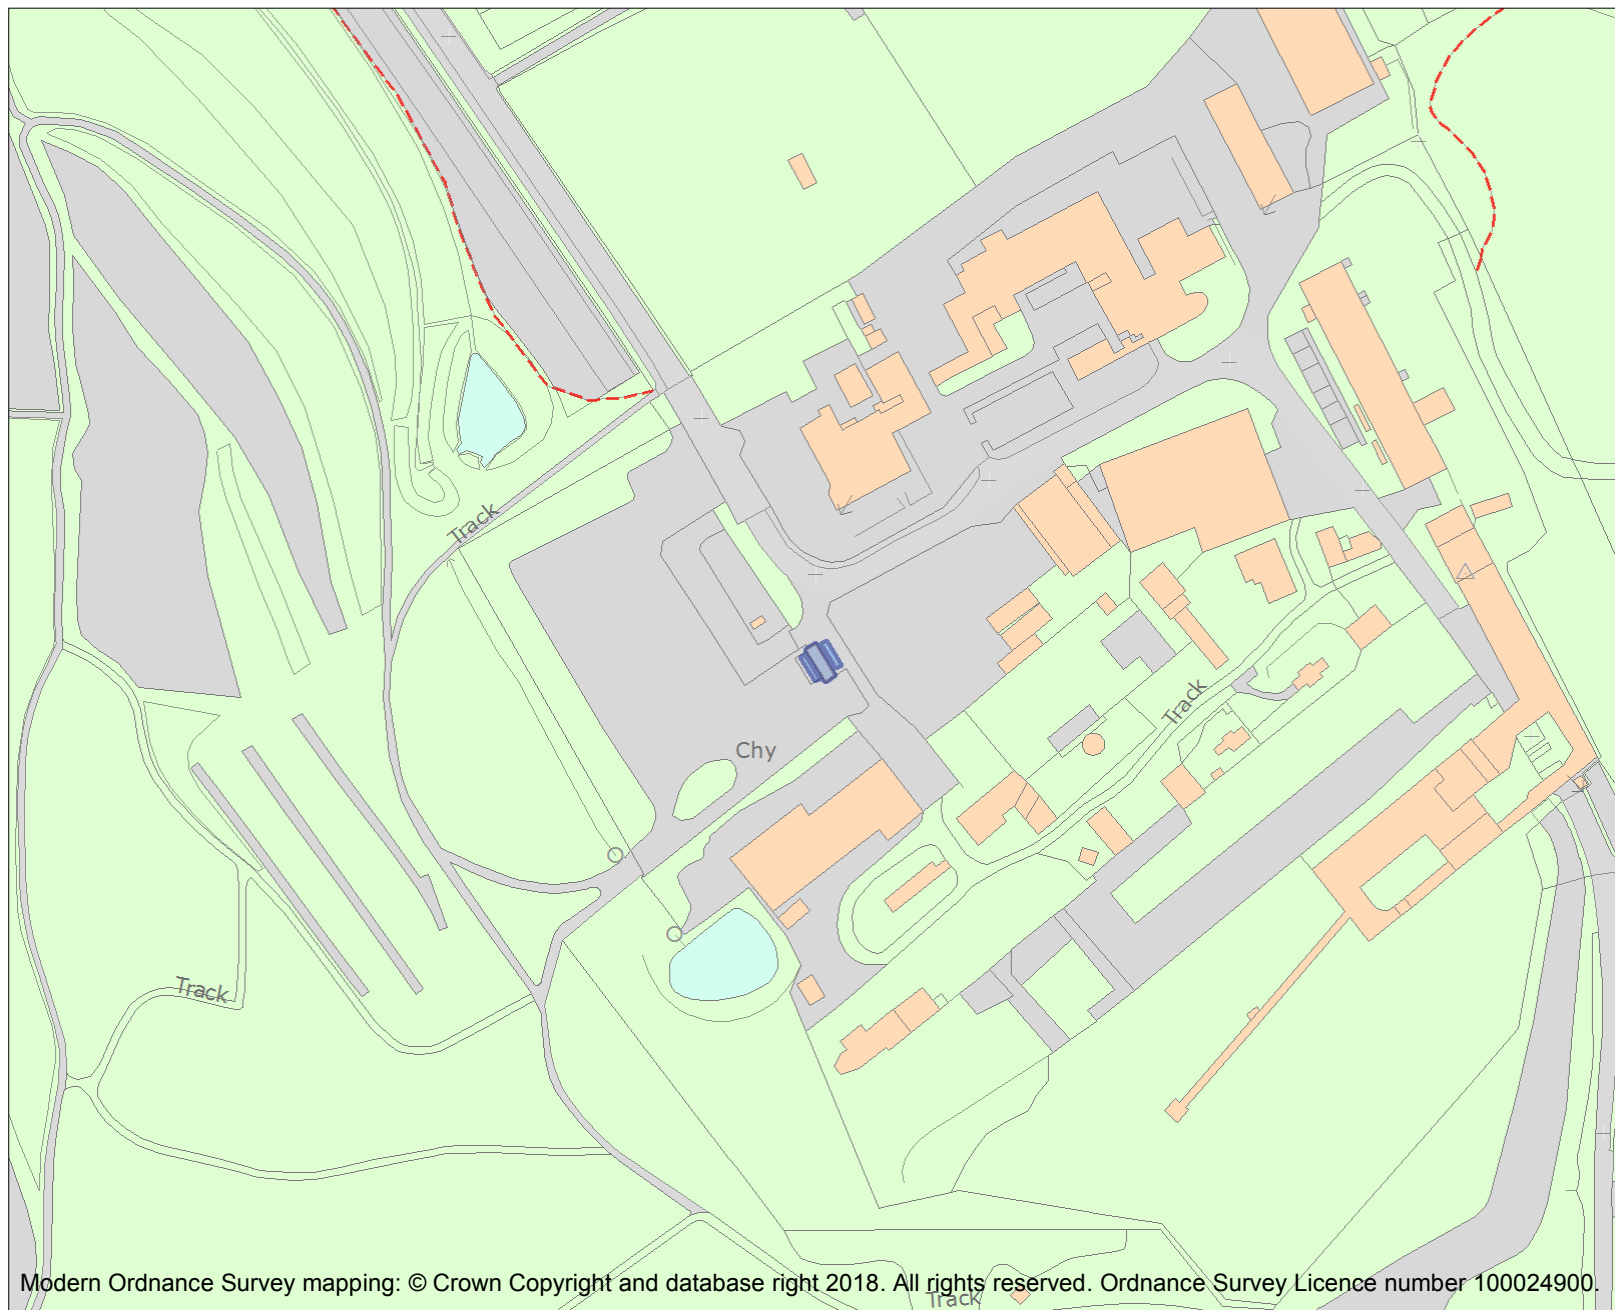 Track
Track
Chy
Track
Modern Ordnance Survey mapping: © Crown Copyright and database right 2018. All rights reserved. Ordnance Survey Licence number 100024900.
Track